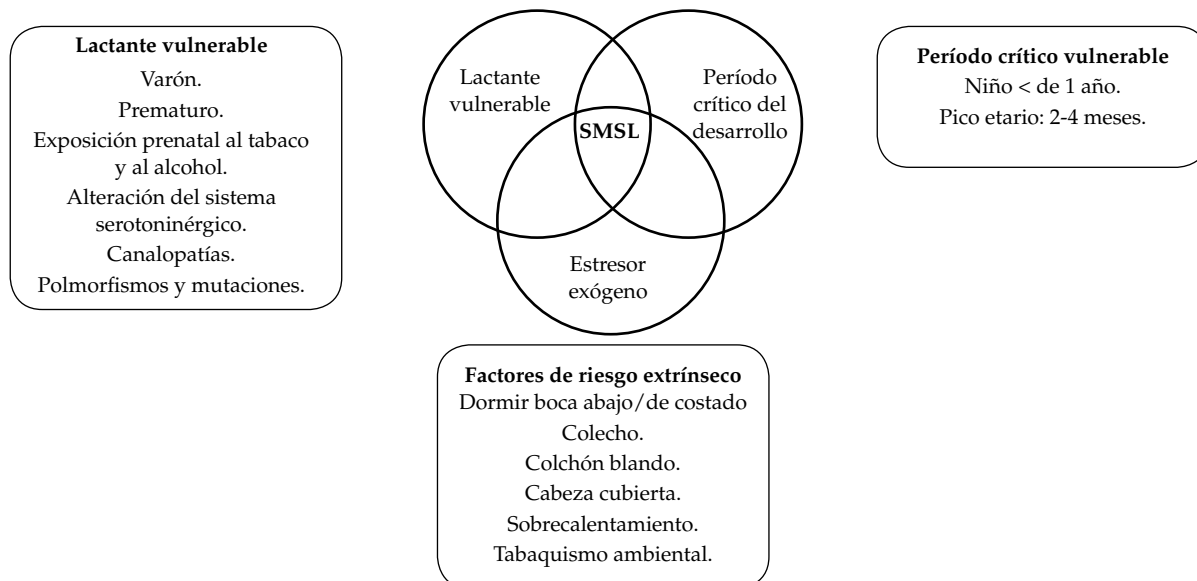 Lactante vulnerable
Varón.
Prematuro.
Exposición prenatal al tabaco
y al alcohol.
Alteración del sistema
serotoninérgico.
Canalopatías.
Polmorfismos y mutaciones.
Lactante
vulnerable
Período
crítico del
desarrollo
SMSL
Estresor
exógeno
Período crítico vulnerable
Niño < de 1 año.
Pico etario: 2-4 meses.
Factores de riesgo extrínseco
Dormir boca abajo/de costado
Colecho.
Colchón blando.
Cabeza cubierta.
Sobrecalentamiento.
Tabaquismo ambiental.